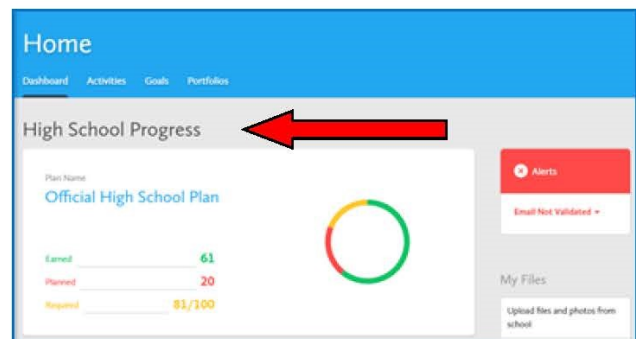 Home
Dashboard Activities Goals Portfolios
High School Progress
Plan Name
Official High School Plan
Earned 61
Planned 20
Required 81/100
Alerts
Email Not Validated
My Files
Upload files and photos from
school